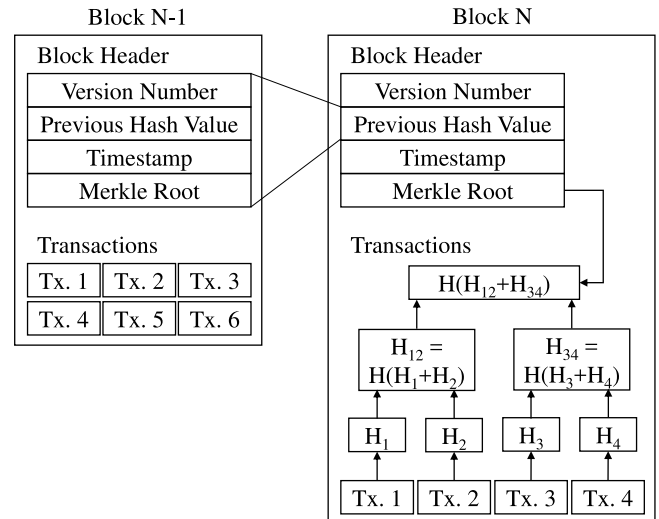 Block N-1
Block Header
Version Number
Previous Hash Value
Timestamp
Merkle Root
Transactions
Tx. 1 Tx. 2 Tx. 3
Tx. 4 Tx. 5 Tx. 6
Block N
Block Header
Version Number
Previous Hash Value
Timestamp
Merkle Root
Transactions
H(H₁₂+H₃₄)
H₁₂ =
H(H₁+H₂)
H₃₄ =
H(H₃+H₄)
H₁ H₂ H₃ H₄
Tx. 1 Tx. 2 Tx. 3 Tx. 4